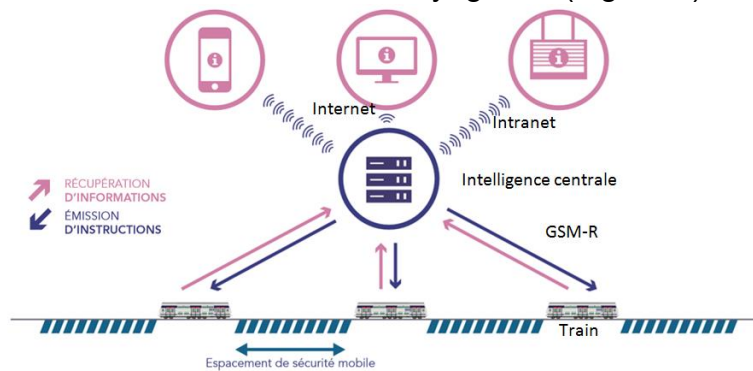 Internet
Intranet
Intelligence centrale
RÉCUPÉRATION
D'INFORMATIONS
ÉMISSION
D'INSTRUCTIONS
GSM-R
Train
Espacement de sécurité mobile